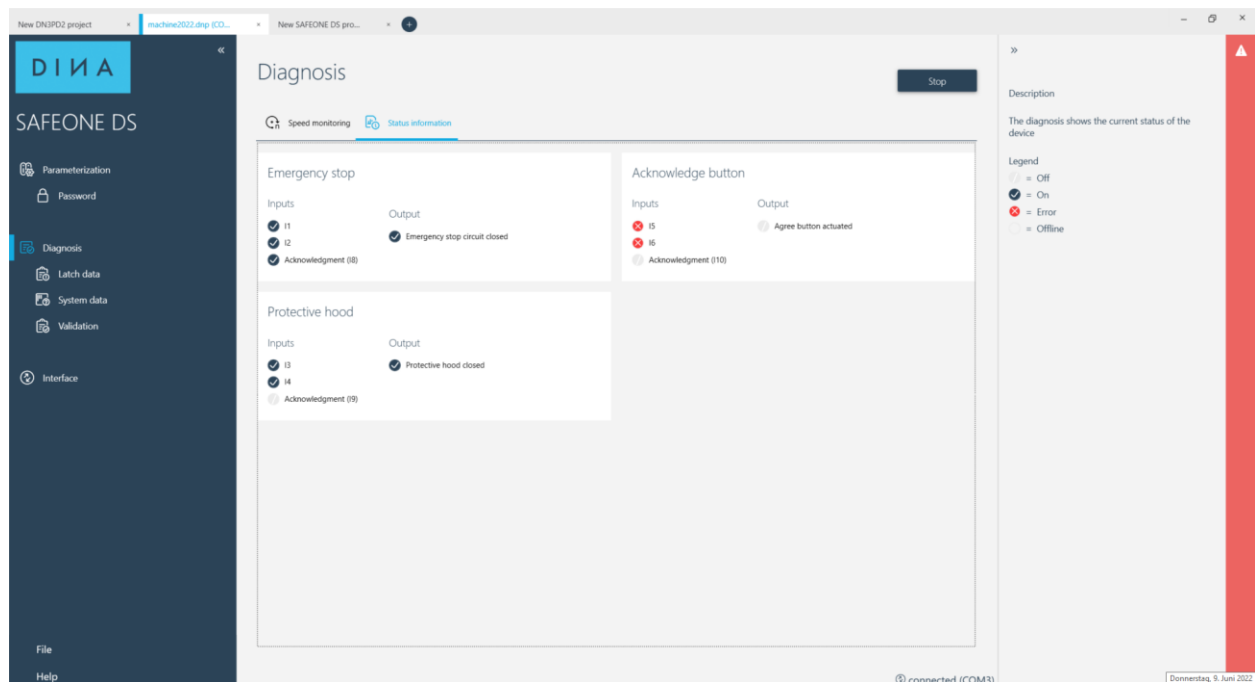 New DN3PD2 project
machine2022.dnp (CO...
New SAFEONE DS pro...
DINA
SAFEONE DS
Parameterization
Password
Diagnosis
Latch data
System data
Validation
Interface
File
Help
Diagnosis
Stop
Speed monitoring
Status information
Emergency stop
Inputs
Output
I1
I2
Emergency stop circuit closed
Acknowledgment (I8)
Acknowledge button
Inputs
Output
I5
Agree button actuated
I6
Acknowledgment (I10)
Protective hood
Inputs
Output
I3
Protective hood closed
I4
Acknowledgment (I9)
connected (COM3)
Description
The diagnosis shows the current status of the
device
Legend
= Off
= On
= Error
= Offline
Donnerstag, 9. Juni 2022